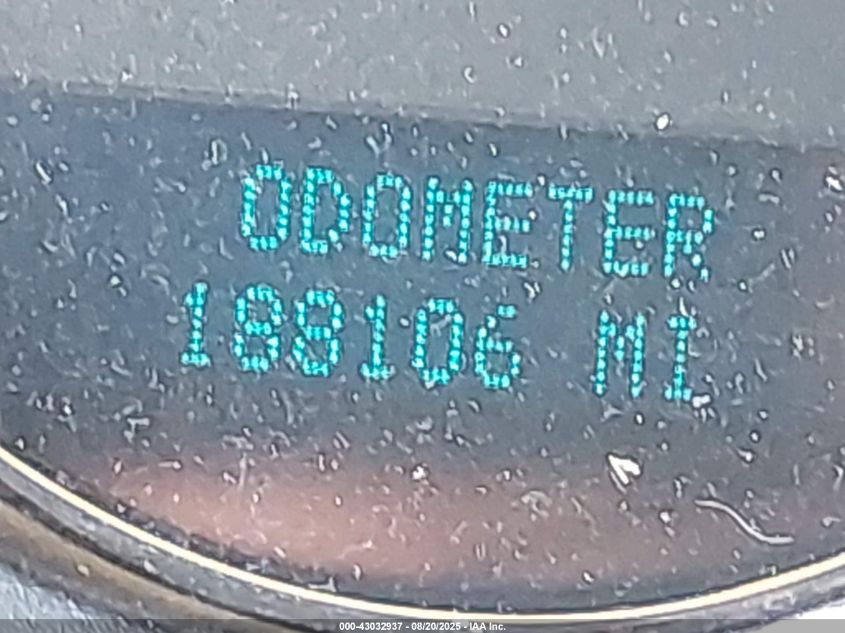 ODOMETER
188106 MI
000-43032937 - 08/20/2025 - IAA Inc.